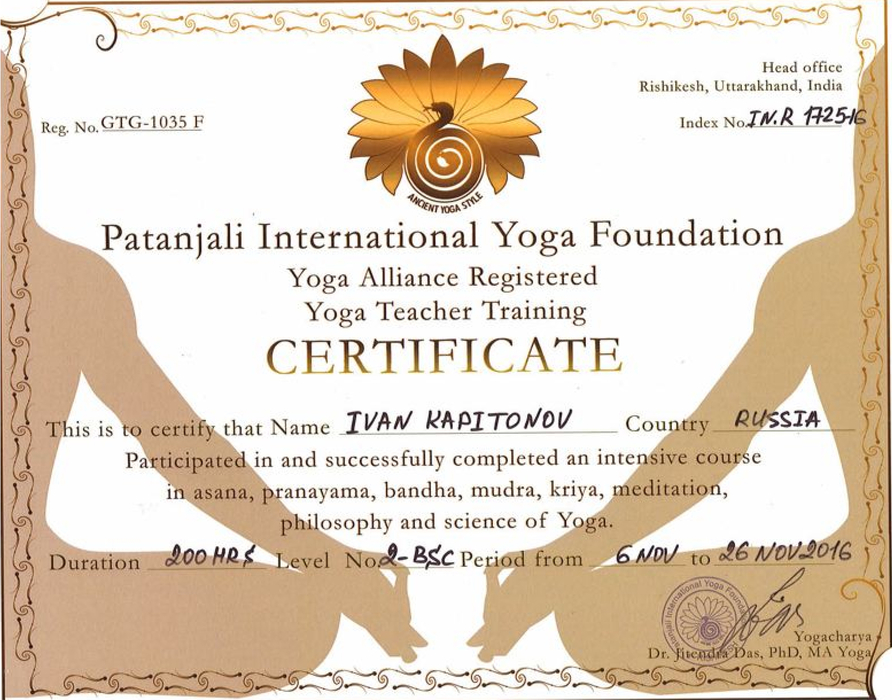 Head office
Rishikesh, Uttarakhand, India
Reg. No. GTG-1035 F
Index No. IN.R 172516
ANCIENT YOGA STYLE
Patanjali International Yoga Foundation
Yoga Alliance Registered
Yoga Teacher Training
CERTIFICATE
This is to certify that Name IVAN KAPITONOV Country RUSSIA
Participated in and successfully completed an intensive course
in asana, pranayama, bandha, mudra, kriya, meditation,
philosophy and science of Yoga.
Duration 200 HRS Level No. 2-BSC Period from 6 NOV to 26 NOV 2016
Patanjali International Yoga Foundation
Yogacharya
Dr. Jitendra Das, PhD, MA Yoga